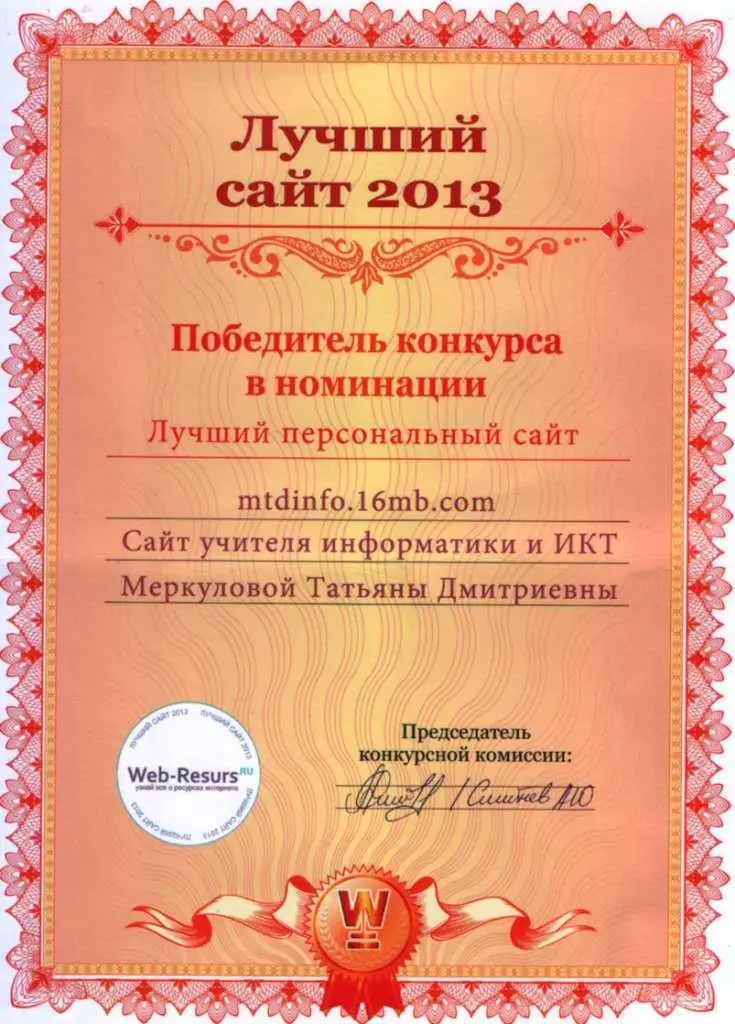 Лучший
сайт 2013
Победитель конкурса
в номинации
Лучший персональный сайт
mtdinfo.16mb.com
Сайт учителя информатики и ИКТ
Меркуловой Татьяны Дмитриевны
ЛУЧШИЙ САЙТ 2013
ЛУЧШИЙ САЙТ 2013
Web-Resurs.RU
узнай все о ресурсах интернета
ЛУЧШИЙ САЙТ 2013
ЛУЧШИЙ САЙТ 2013
Председатель
конкурсной комиссии:
W